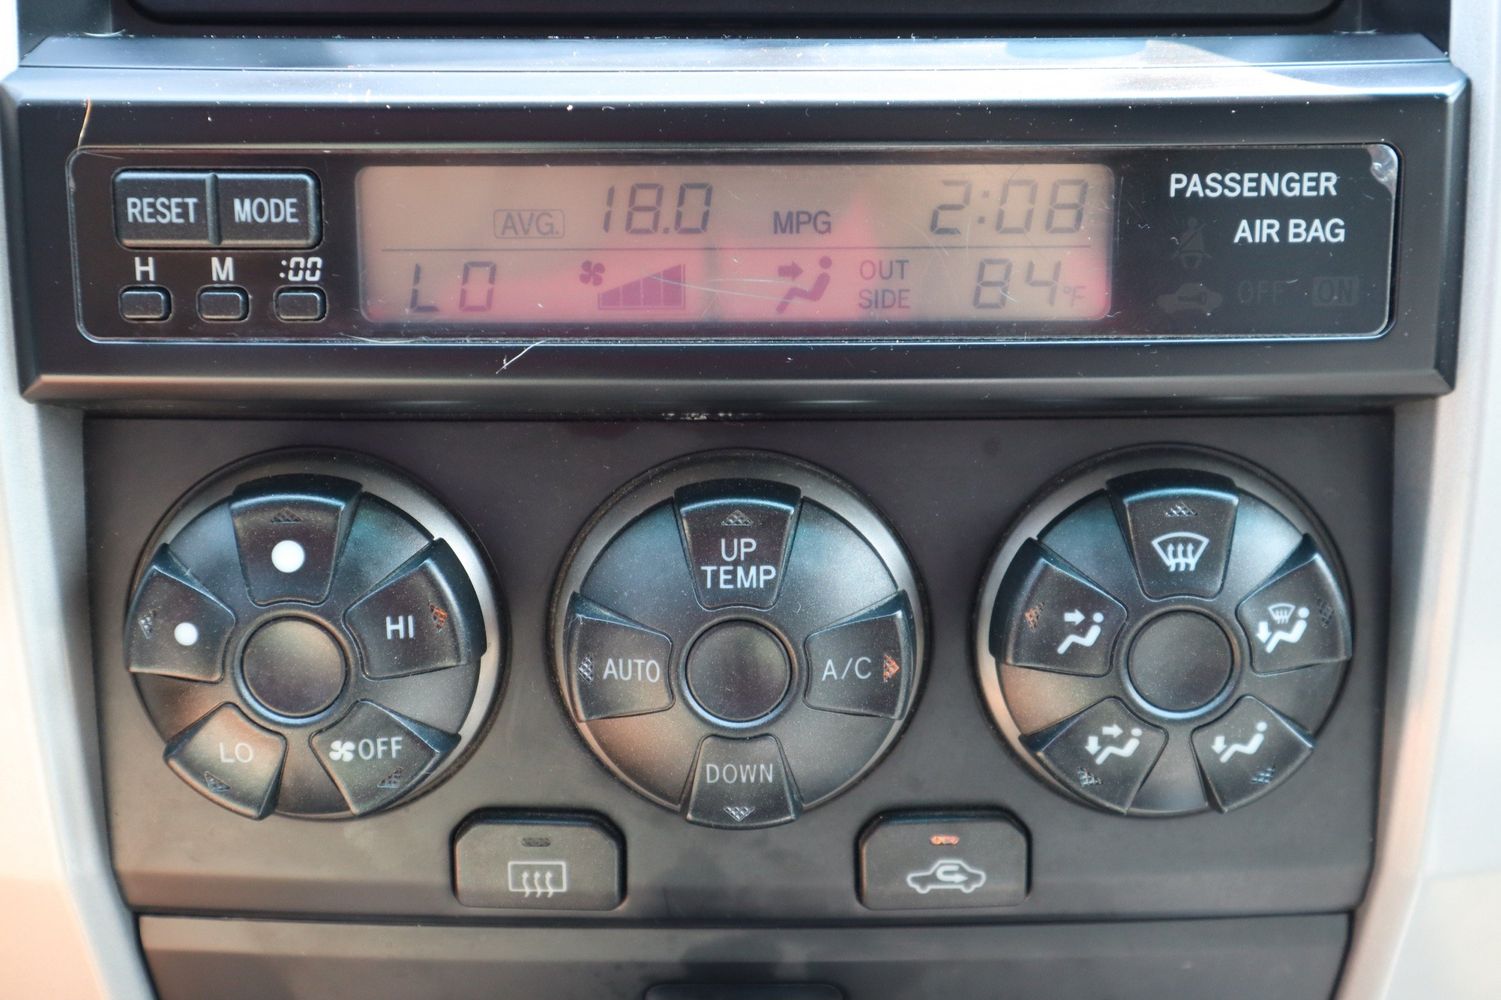 RESET MODE
H M :00
AVG. 18.0 MPG 2:08
LO OUT SIDE 84°F
PASSENGER
AIR BAG
OFF ON
HI
LO
OFF
UP
TEMP
AUTO
A/C
DOWN